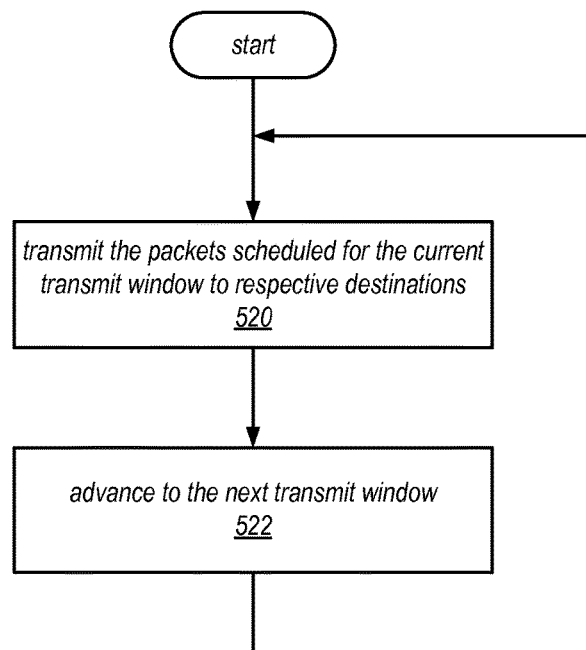 start
transmit the packets scheduled for the current
transmit window to respective destinations
520
advance to the next transmit window
522